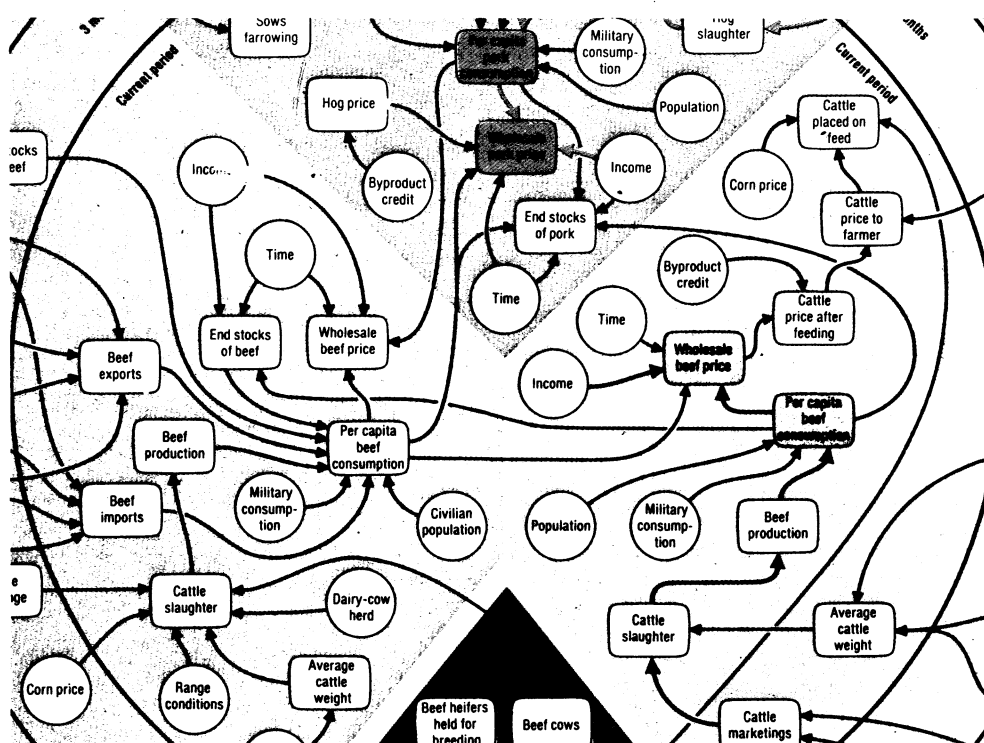 Sows
farrowing
Military
consump-
tion
slaughter
Current period
Current period
Hog price
Population
Cattle
placed on
feed
Income
Byproduct
credit
Income
Corn price
Cattle
price to
farmer
End stocks
of pork
Time
Byproduct
credit
Time
Time
Cattle
price after
feeding
End stocks
of beef
Wholesale
beef price
Wholesale
beef price
Beef
exports
Income
Per capita
beef
consumption
Beef
production
Per capita
beef
consumption
Beef
imports
Military
consump-
tion
Civilian
population
Population
Military
consump-
tion
Beef
production
Cattle
slaughter
Dairy-cow
herd
Cattle
slaughter
Average
cattle
weight
Corn price
Range
conditions
Average
cattle
weight
Beef heifers
held for
breeding
Beef cows
Cattle
marketings